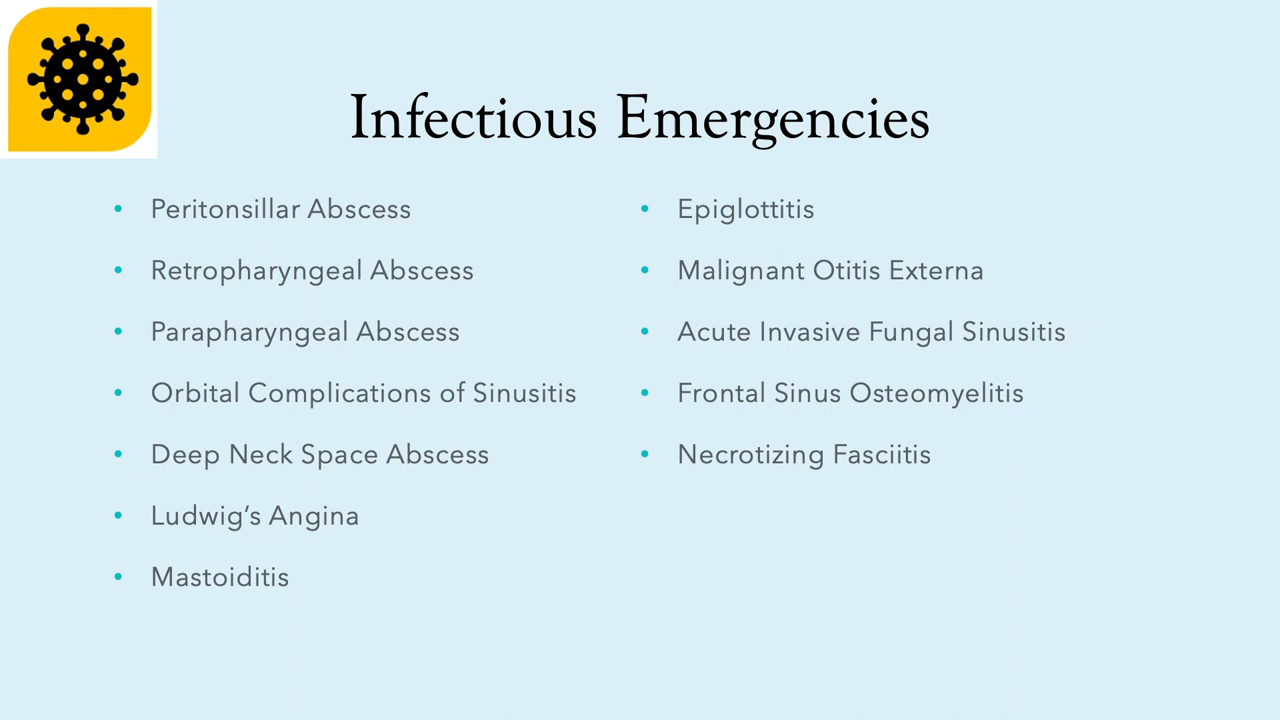 Infectious Emergencies
• Peritonsillar Abscess
• Retropharyngeal Abscess
• Parapharyngeal Abscess
• Orbital Complications of Sinusitis
• Deep Neck Space Abscess
• Ludwig’s Angina
• Mastoiditis
• Epiglottitis
• Malignant Otitis Externa
• Acute Invasive Fungal Sinusitis
• Frontal Sinus Osteomyelitis
• Necrotizing Fasciitis